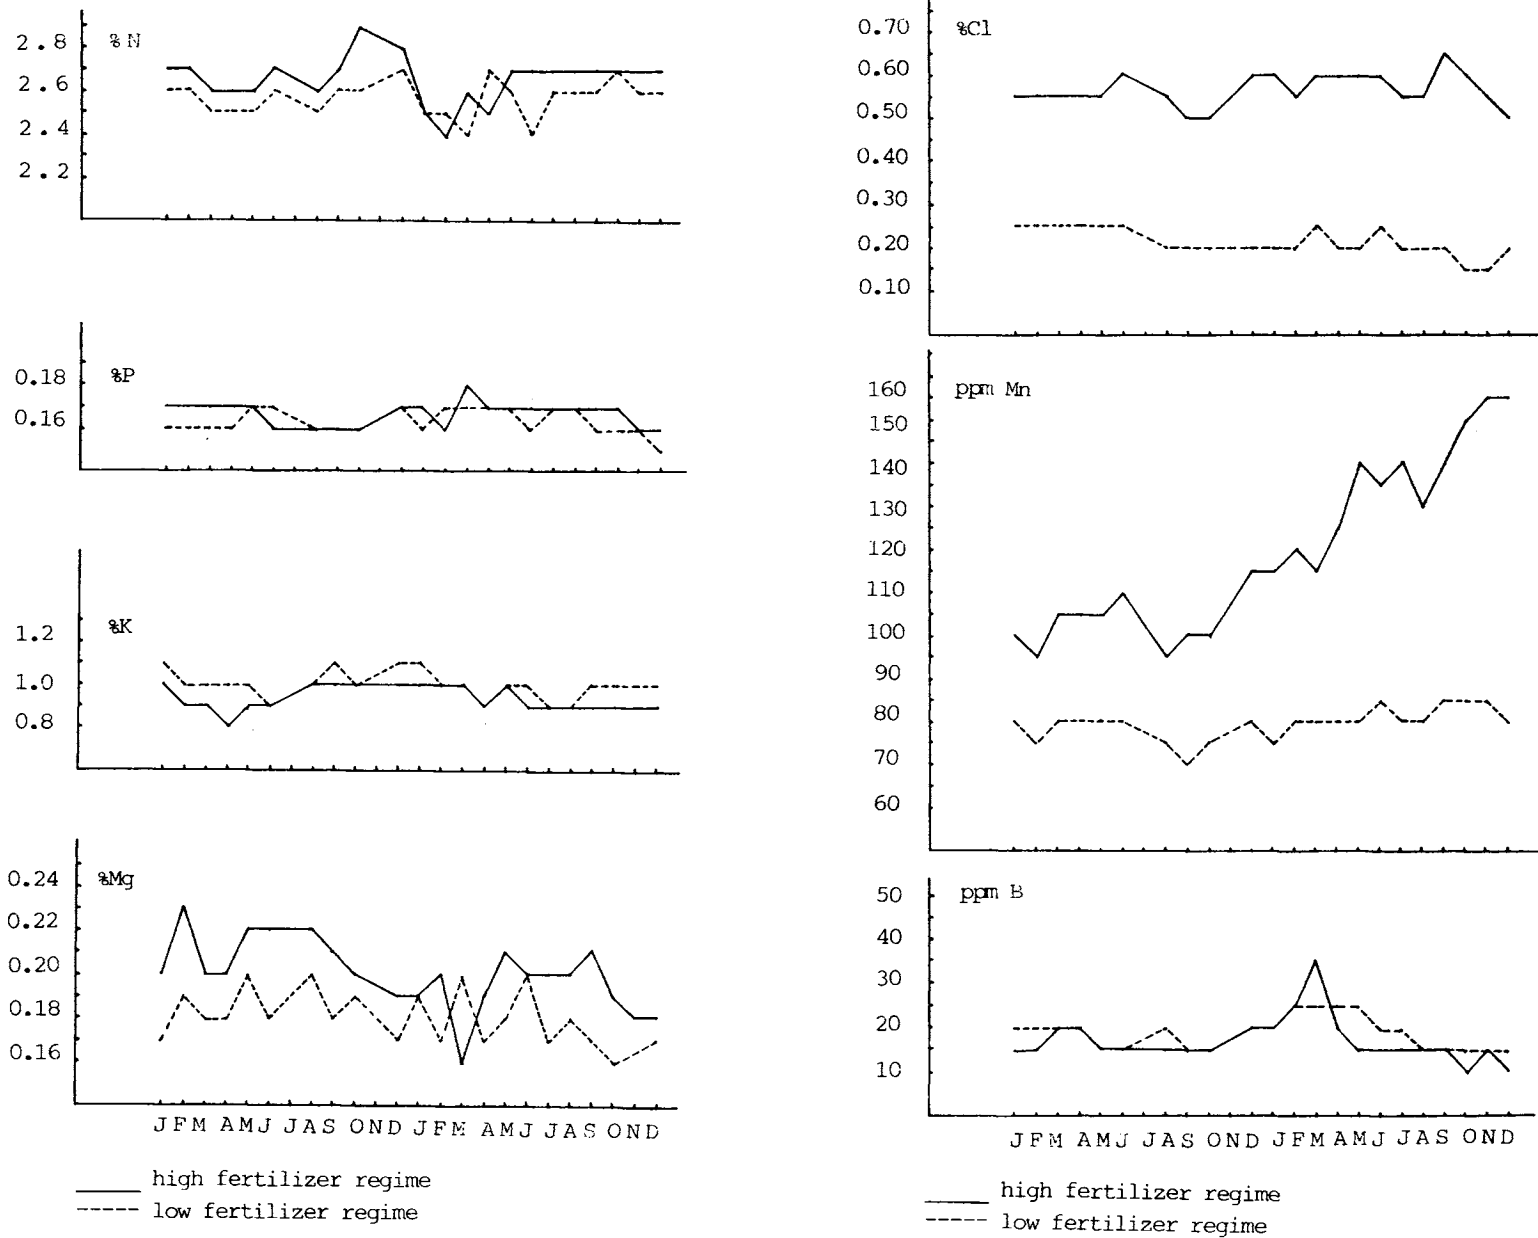 %N
2.8
2.6
2.4
2.2
%P
0.18
0.16
%K
1.2
1.0
0.8
%Mg
0.24
0.22
0.20
0.18
0.16
J F M A M J J A S O N D J F M A M J J A S O N D
high fertilizer regime
low fertilizer regime
%Cl
0.70
0.60
0.50
0.40
0.30
0.20
0.10
ppm Mn
160
150
140
130
120
110
100
90
80
70
60
ppm B
50
40
30
20
10
J F M A M J J A S O N D J F M A M J J A S O N D
high fertilizer regime
low fertilizer regime